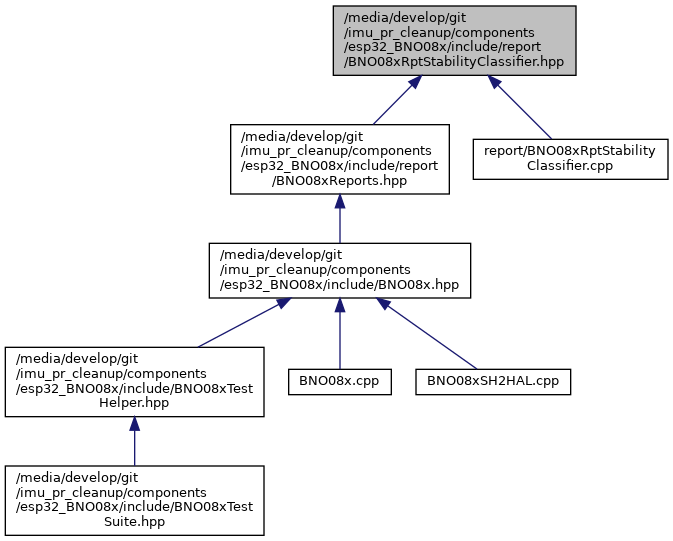 /media/develop/git
/imu_pr_cleanup/components
/esp32_BNO08x/include/report
/BNO08xRptStabilityClassifier.hpp
/media/develop/git
/imu_pr_cleanup/components
/esp32_BNO08x/include/report
/BNO08xReports.hpp
report/BNO08xRptStability
Classifier.cpp
/media/develop/git
/imu_pr_cleanup/components
/esp32_BNO08x/include/BNO08x.hpp
/media/develop/git
/imu_pr_cleanup/components
/esp32_BNO08x/include/BNO08xTest
Helper.hpp
BNO08x.cpp
BNO08xSH2HAL.cpp
/media/develop/git
/imu_pr_cleanup/components
/esp32_BNO08x/include/BNO08xTest
Suite.hpp